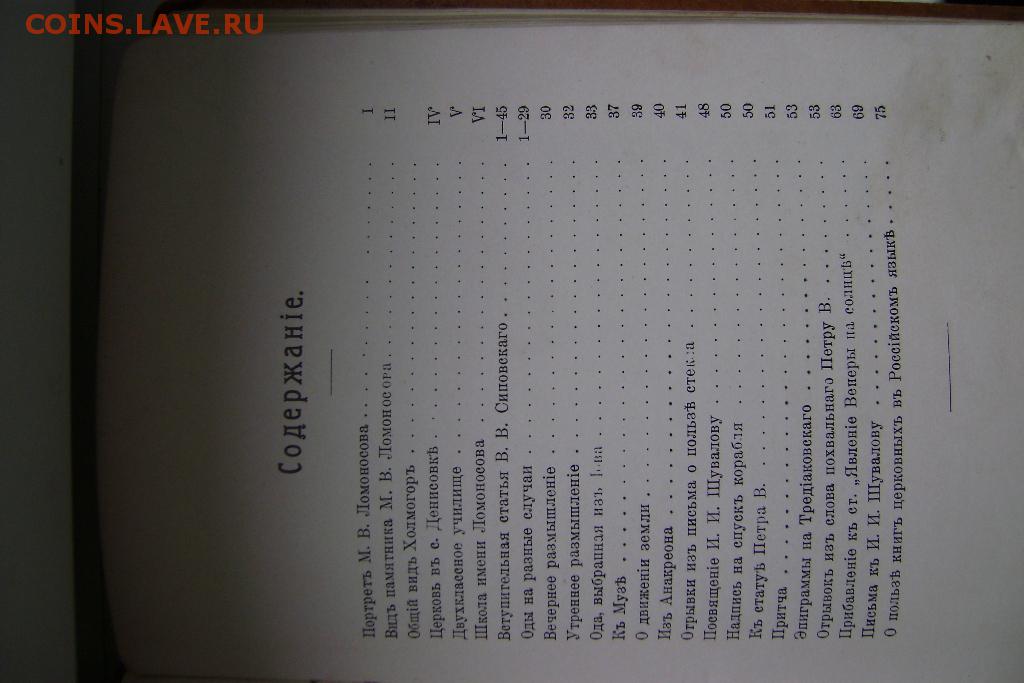 COINS.LAVE.RU
Содержаніе.
Портретъ М. В. Ломоносова . . . I
Видъ памятника М. В. Ломоносова . . . II
Общій видъ Холмогоръ . . .
Церковь въ с. Денисовкѣ . . . IV
Двухклассное училище . . . V
Школа имени Ломоносова . . . VI
Вступительная статья В. В. Сиповскаго . . . 1—45
Оды на разные случаи . . . 1—29
Вечернее размышленіе . . . 30
Утреннее размышленіе . . . 32
Ода, выбранная изъ Іова . . . 33
Къ Музѣ . . . 37
О движеніи земли . . . 39
Изъ Анакреона . . . 40
Отрывки изъ письма о пользѣ стекла . . . 41
Посвященіе И. И. Шувалову . . . 48
Надпись на спускъ корабля . . . 50
Къ статуѣ Петра В. . . . 50
Притча . . . 51
Эпиграммы на Тредіаковскаго . . . 53
Отрывокъ изъ слова похвальнаго Петру В. . . . 53
Прибавленіе къ ст. „Явленіе Венеры на солнцѣ“ . . . 63
Письма къ И. И. Шувалову . . . 69
О пользѣ книгъ церковныхъ въ Россійскомъ языкѣ . . . 75